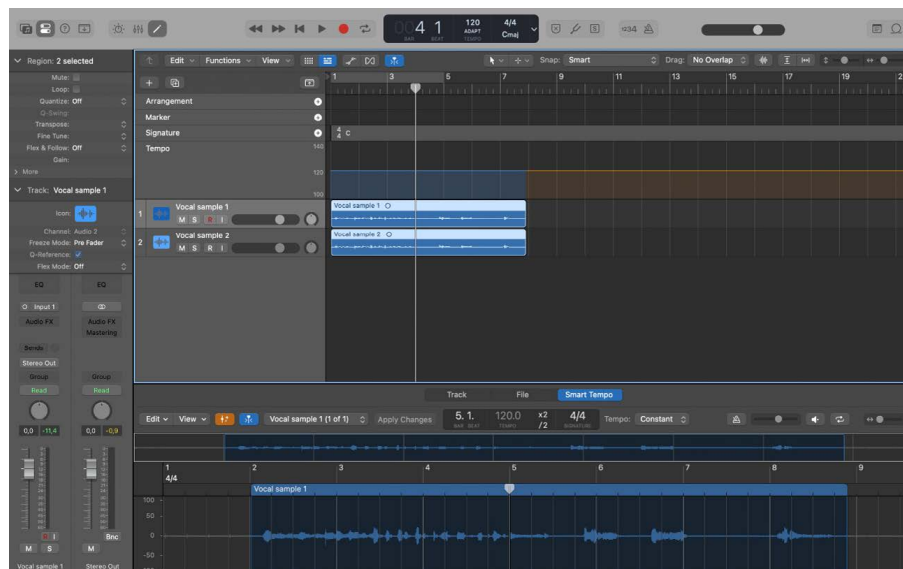 004 1
BAR BEAT
120
ADAPT
TEMPO
4/4
Cmaj
1234
Region: 2 selected
Mute:
Loop:
Quantize: Off
Q-Swing:
Transpose:
Fine Tune:
Flex & Follow: Off
Gain:
More
Track: Vocal sample 1
Icon:
Channel: Audio 2
Freeze Mode: Pre Fader
Q-Reference:
Flex Mode: Off
EQ EQ
Input 1
Audio FX Audio FX
Mastering
Sends
Stereo Out
Group Group
Read Read
0,0 -11,4 0,0 -0,9
R I Bnc
M S M
Vocal sample 1 Stereo Out
Edit Functions View Snap: Smart Drag: No Overlap
1 3 5 7 9 11 13 15 17 19 2
Arrangement
Marker
Signature 4/4 C
Tempo 140
120
100
1 Vocal sample 1
M S R I
Vocal sample 1
2 Vocal sample 2
M S R I
Vocal sample 2
Track File Smart Tempo
Edit View Vocal sample 1 (1 of 1) Apply Changes 5. 1. 120.0 x2 /2 4/4 Tempo: Constant
BAR BEAT TEMPO SIGNATURE
1 2 3 4 5 6 7 8 9
4/4
Vocal sample 1
100
50
0
-50
-100